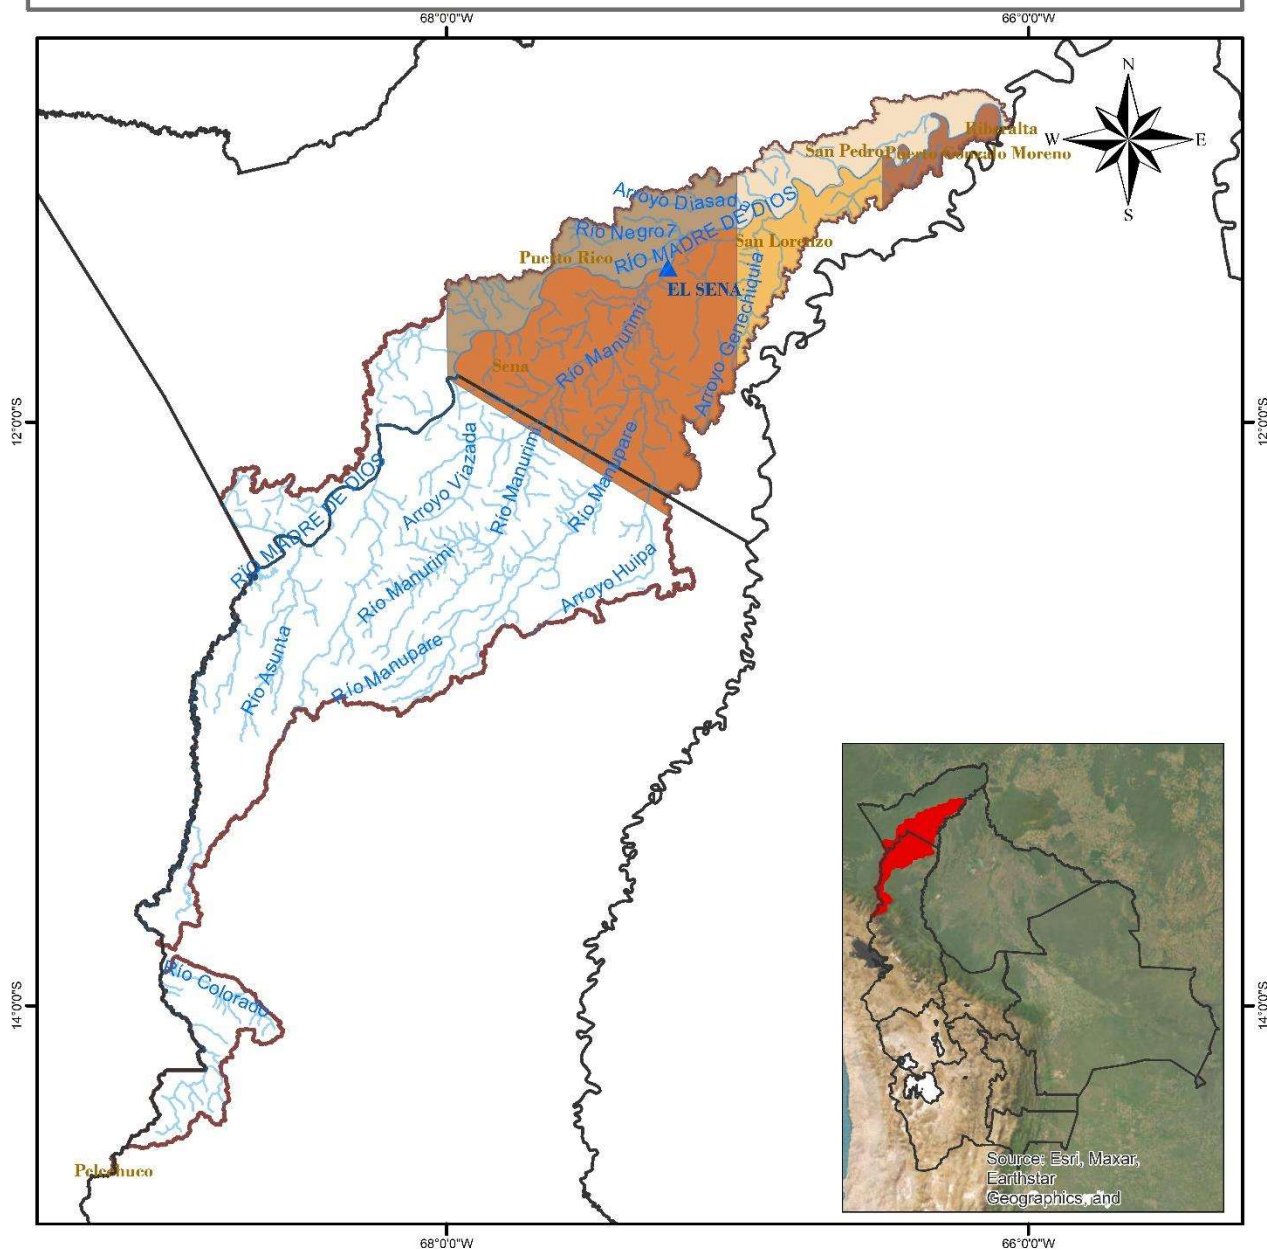 68°0'0"W
66°0'0"W
N
W
E
S
Riberalta
San Pedro
Puerto Gonzalo Moreno
Arroyo Diasada
RÍO MADRE DE DIOS
Río Negro7
San Lorenzo
Puerto Rico
EL SENA
Arroyo Genechiquia
Río Manurimi
Sena
12°0'0"S
12°0'0"S
Río Manupare
Arroyo Viazada
Río Manurimi
RÍO MADRE DE DIOS
Río Manurimi
Arroyo Huipa
Río Asunta
Río Manupare
Río Colorado
14°0'0"S
14°0'0"S
Pelechuco
Source: Esri, Maxar,
Earthstar
Geographics, and
68°0'0"W
66°0'0"W